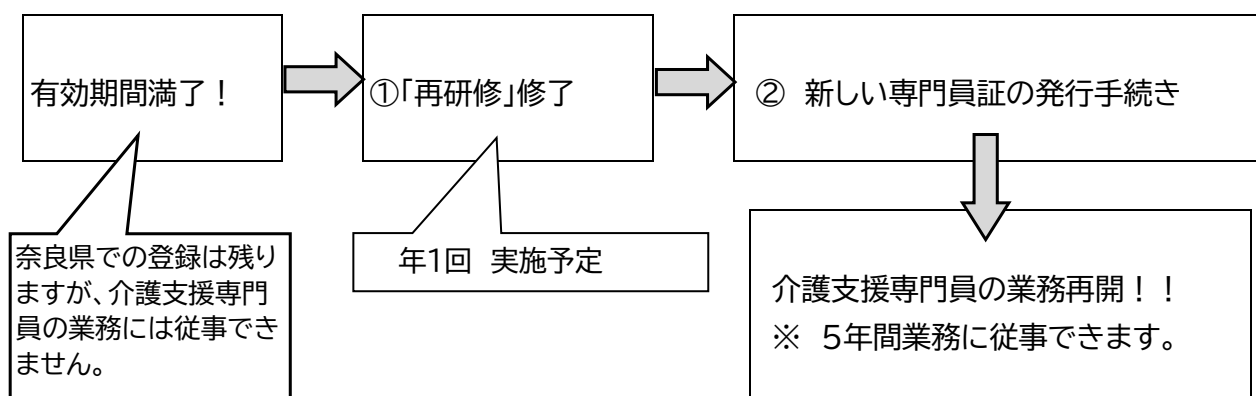 有効期間満了！
①「再研修」修了
② 新しい専門員証の発行手続き
奈良県での登録は残り
ますが、介護支援専門
員の業務には従事でき
ません。
年1回 実施予定
介護支援専門員の業務再開！！
※ 5年間業務に従事できます。